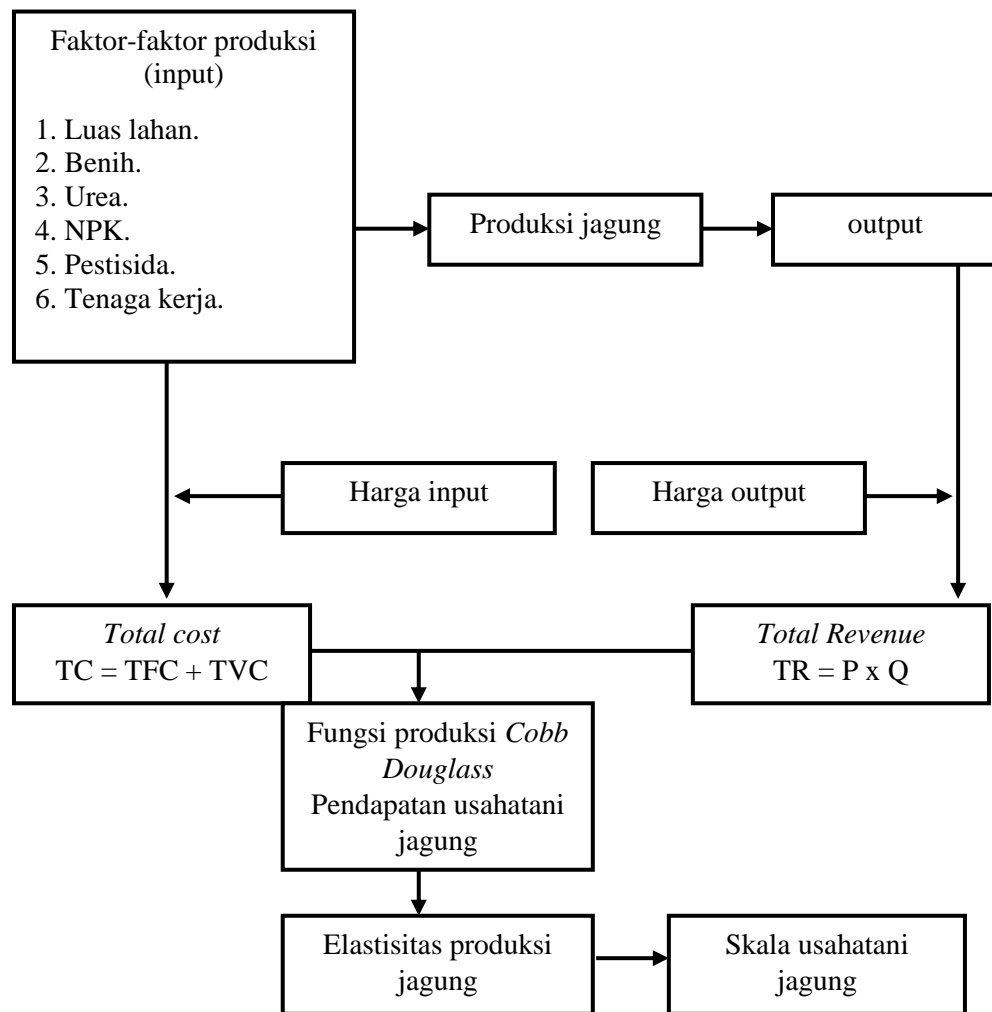 Faktor-faktor produksi
(input)
1. Luas lahan.
2. Benih.
3. Urea.
4. NPK.
5. Pestisida.
6. Tenaga kerja.
Produksi jagung
output
Harga input
Harga output
Total cost
TC = TFC + TVC
Total Revenue
TR = P x Q
Fungsi produksi Cobb
Douglass
Pendapatan usahatani
jagung
Elastisitas produksi
jagung
Skala usahatani
jagung